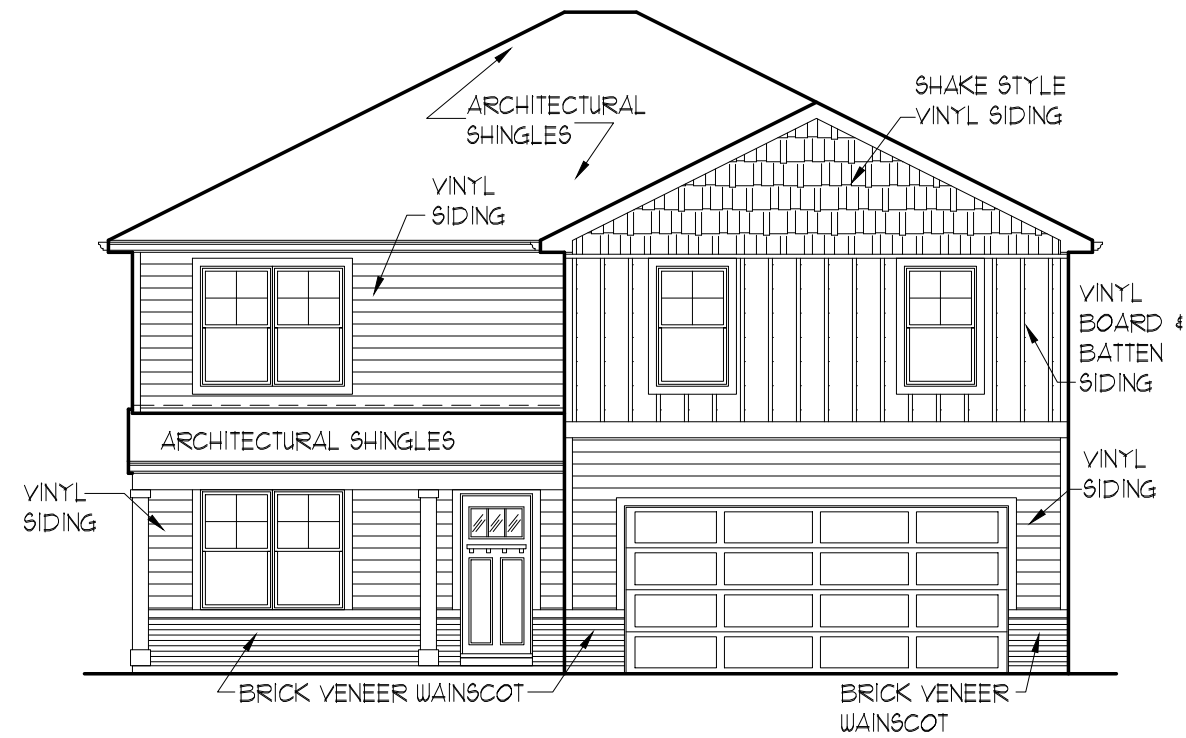 SHAKE STYLE
VINYL SIDING
ARCHITECTURAL
SHINGLES
VINYL
SIDING
VINYL
BOARD &
BATTEN
SIDING
ARCHITECTURAL SHINGLES
VINYL
SIDING
VINYL
SIDING
BRICK VENEER WAINSCOT
BRICK VENEER
WAINSCOT